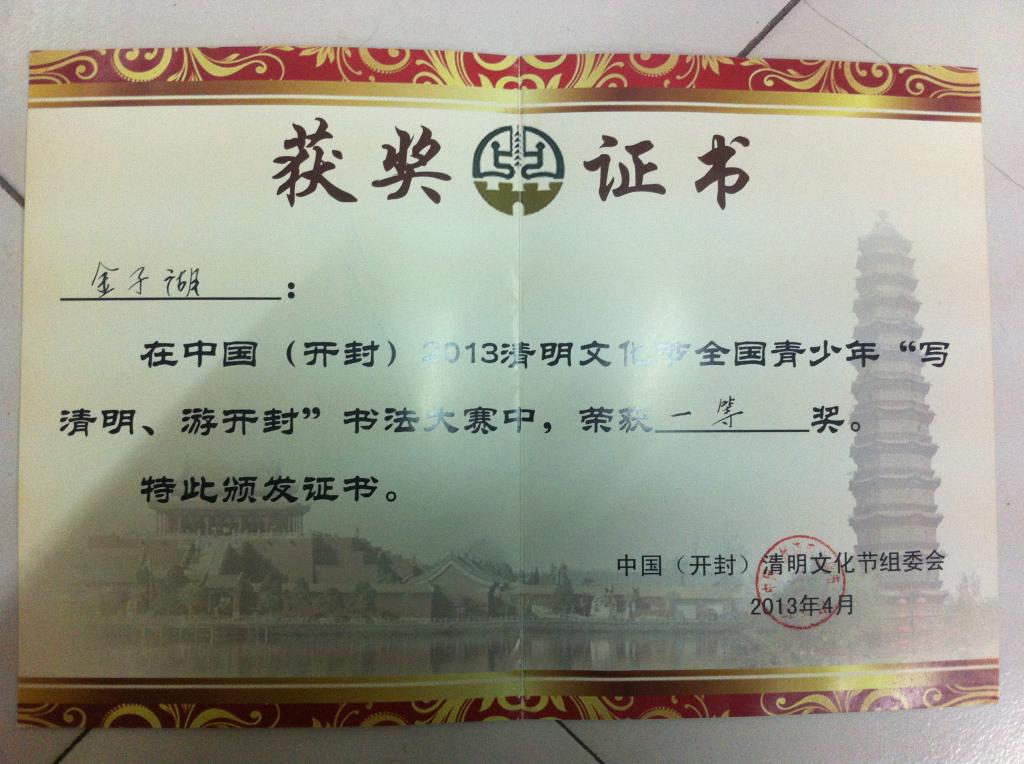 获奖证书
金子湖：
在中国（开封）2013清明文化节全国青少年“写
清明、游开封”书法大赛中，荣获一等奖。
特此颁发证书。
中国（开封）清明文化节组委会
2013年4月